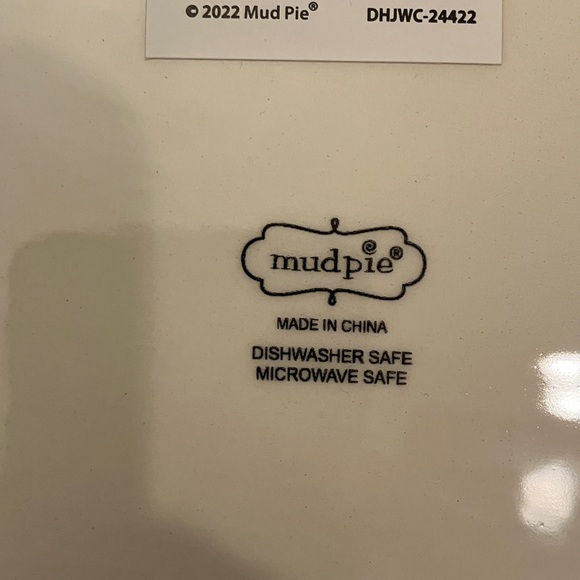 © 2022 Mud Pie® DHJWC-24422
mudpie®
MADE IN CHINA
DISHWASHER SAFE
MICROWAVE SAFE